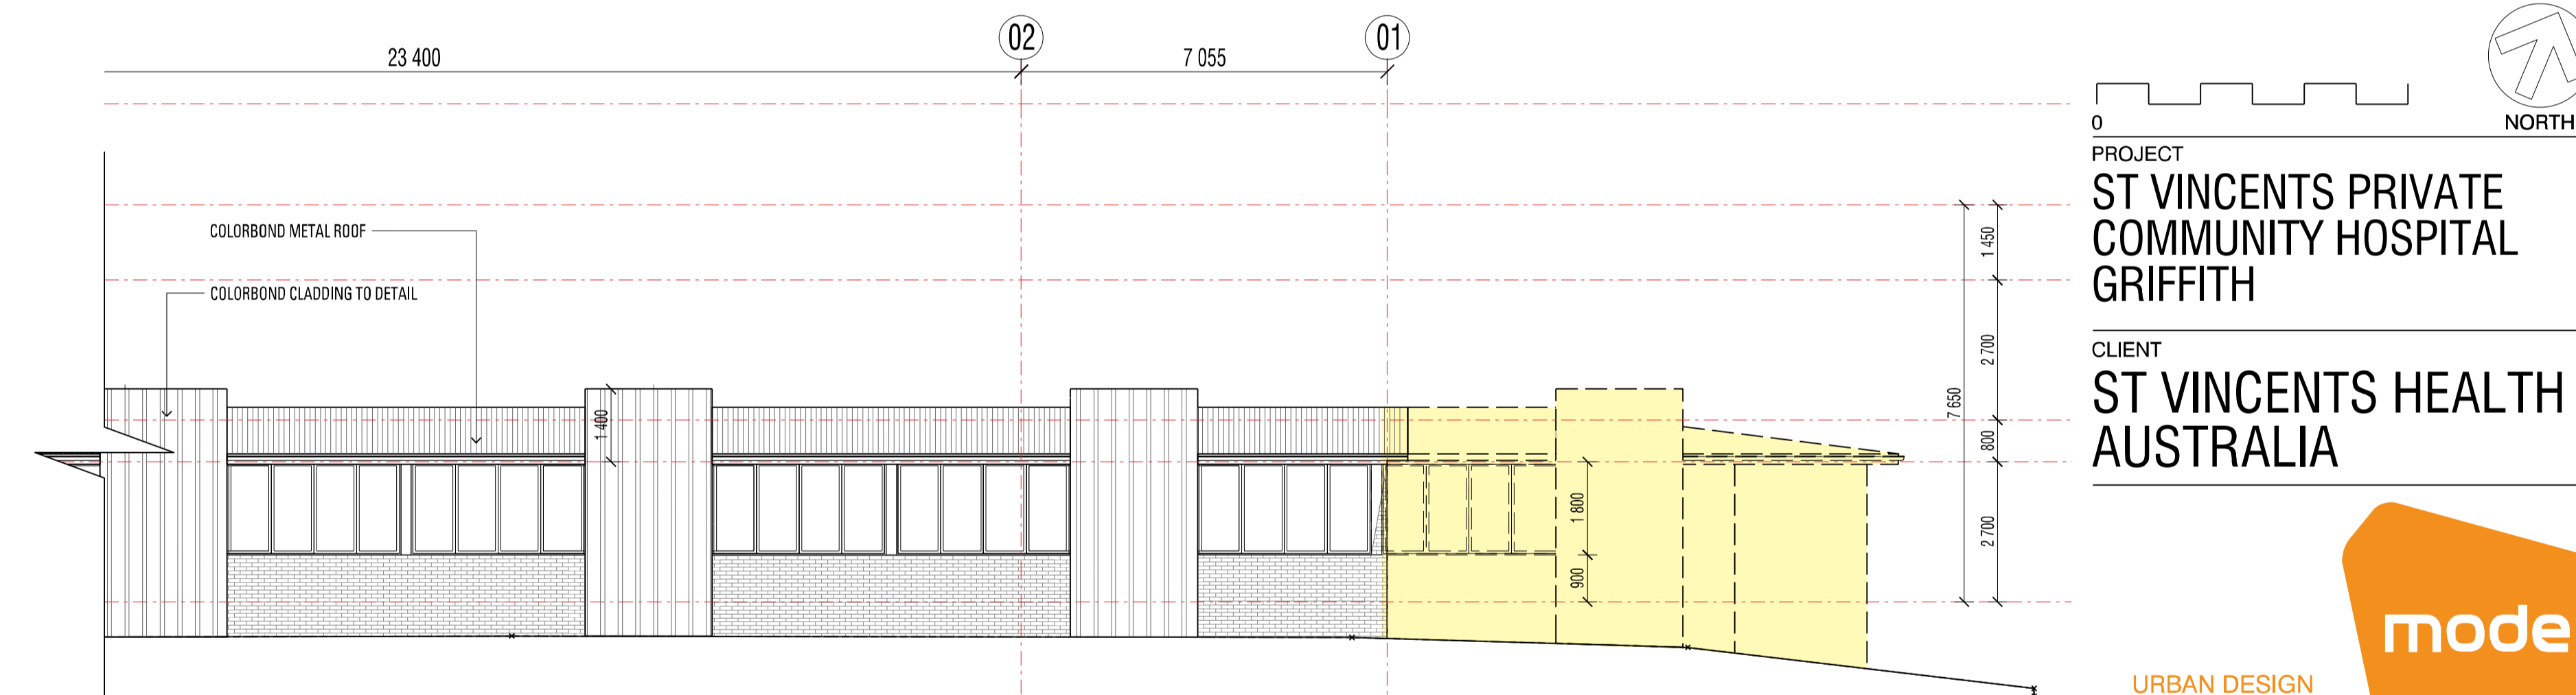 23 400
02
7 055
01
COLORBOND METAL ROOF
COLORBOND CLADDING TO DETAIL
1 400
1 800
900
7 650
1 450
2 700
800
2 700
0
NORTH
PROJECT
ST VINCENTS PRIVATE
COMMUNITY HOSPITAL
GRIFFITH
CLIENT
ST VINCENTS HEALTH
AUSTRALIA
mode
URBAN DESIGN